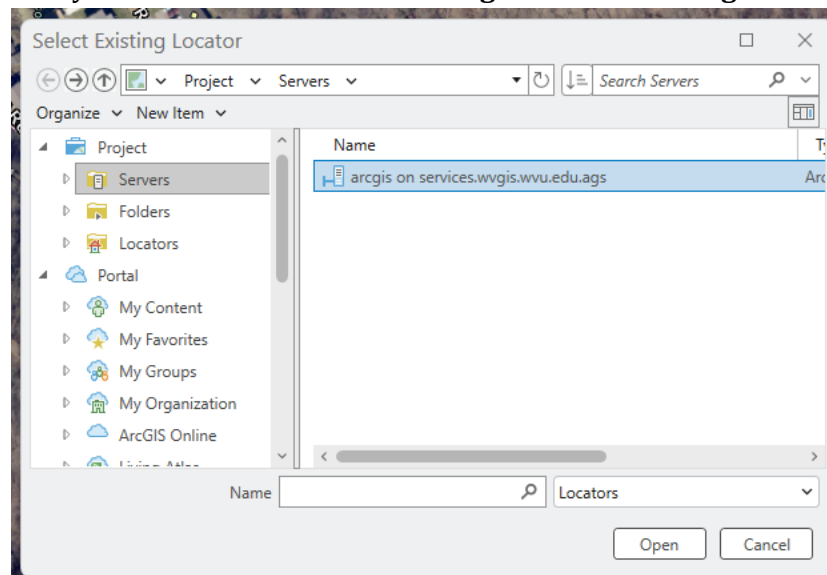 Select Existing Locator
Project Servers Search Servers
Organize New Item
Project
Servers
Folders
Locators
Portal
My Content
My Favorites
My Groups
My Organization
ArcGIS Online
Name
arcgis on services.wvgis.wvu.edu.ags
Name Locators
Open Cancel